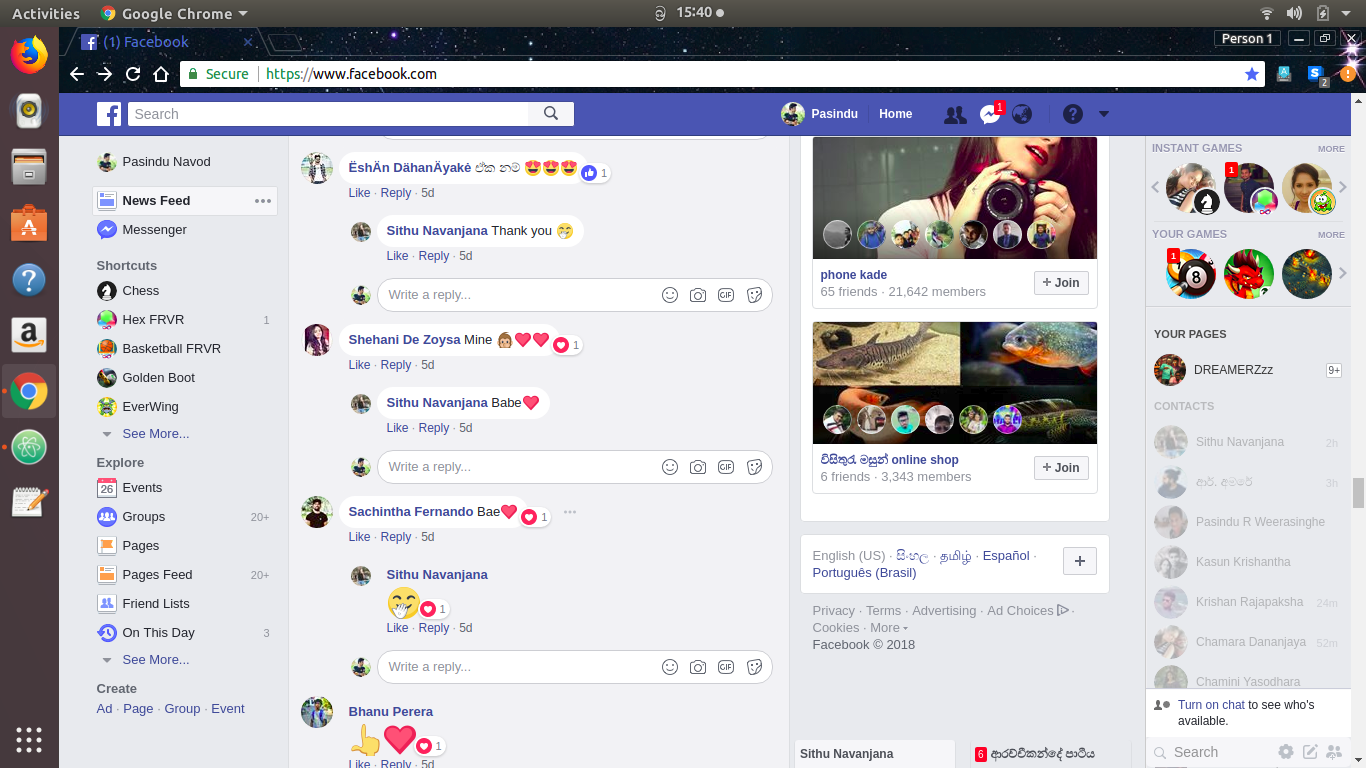 Activities Google Chrome 15:40
(1) Facebook
Person 1
Secure https://www.facebook.com
2
Search
Pasindu Home
1
Pasindu Navod
News Feed
Messenger
Shortcuts
Chess
Hex FRVR 1
Basketball FRVR
Golden Boot
EverWing
See More...
Explore
26 Events
Groups 20+
Pages
Pages Feed 20+
Friend Lists
On This Day 3
See More...
Create
Ad · Page · Group · Event
ËshÄn DähanÄyakė ඒක නම් 😍😍😍 1
Like · Reply · 5d
Sithu Navanjana Thank you 😁
Like · Reply · 5d
Write a reply... GIF
Shehani De Zoysa Mine 🙈❤❤ 1
Like · Reply · 5d
Sithu Navanjana Babe❤
Like · Reply · 5d
Write a reply... GIF
Sachintha Fernando Bae❤ 1
Like · Reply · 5d
Sithu Navanjana
1
Like · Reply · 5d
Write a reply... GIF
Bhanu Perera
👆❤ 1
Like · Reply · 5d
phone kade
65 friends · 21,642 members
+ Join
විසිතුරු මසුන් online shop
6 friends · 3,343 members
+ Join
English (US) · සිංහල · தமிழ் · Español ·
Português (Brasil)
Privacy · Terms · Advertising · Ad Choices ·
Cookies · More
Facebook © 2018
INSTANT GAMES MORE
1
YOUR GAMES MORE
1
8
YOUR PAGES
DREAMERZzz 9+
CONTACTS
Sithu Navanjana 2h
ආර්. අමරේ 3h
Pasindu R Weerasinghe
Kasun Krishantha
Krishan Rajapaksha 24m
Chamara Dananjaya 52m
Chamini Yasodhara
Turn on chat to see who's
available.
Search
Sithu Navanjana
6 ආරච්චිකන්දේ පාටිය